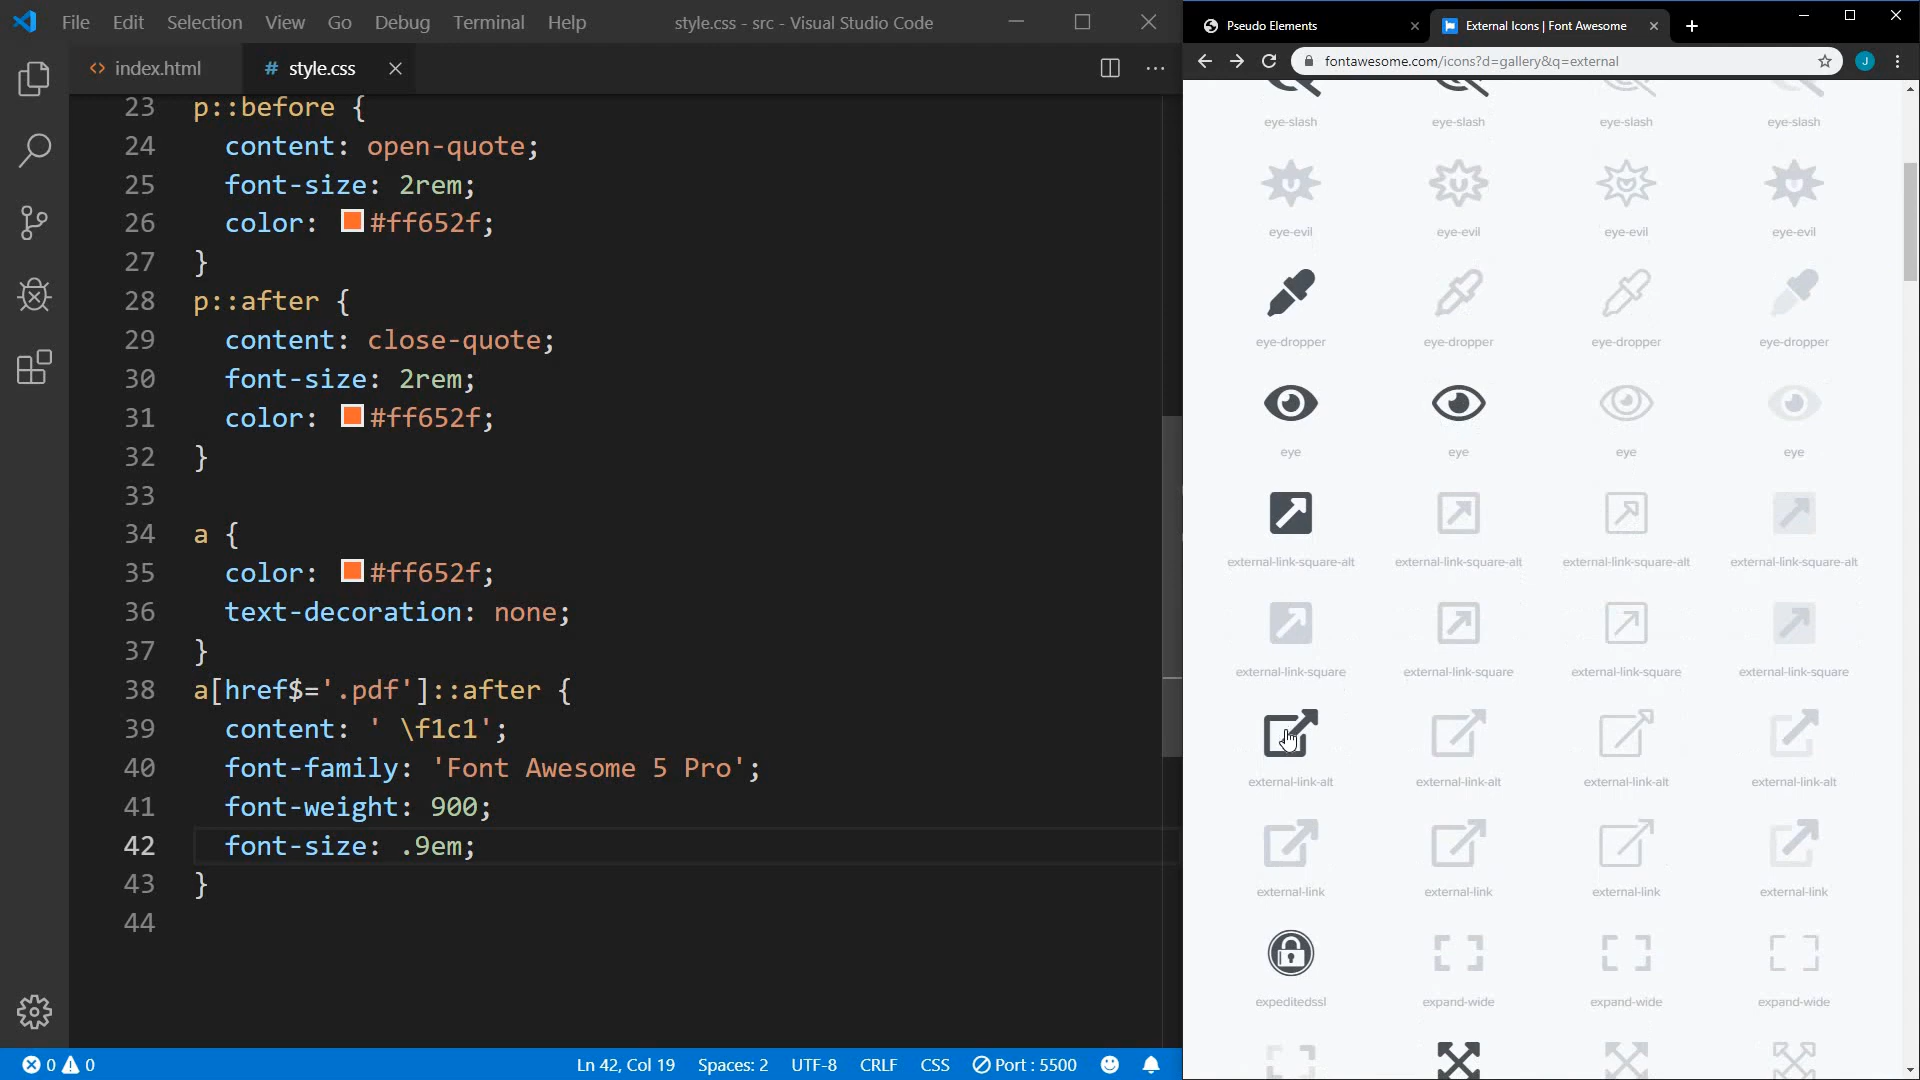 File Edit Selection View Go Debug Terminal Help style.css - src - Visual Studio Code
index.html # style.css
23 p::before {
24 content: open-quote;
25 font-size: 2rem;
26 color: #ff652f;
27 }
28 p::after {
29 content: close-quote;
30 font-size: 2rem;
31 color: #ff652f;
32 }
33
34 a {
35 color: #ff652f;
36 text-decoration: none;
37 }
38 a[href$='.pdf']::after {
39 content: ' \f1c1';
40 font-family: 'Font Awesome 5 Pro';
41 font-weight: 900;
42 font-size: .9em;
43 }
44
0 0 Ln 42, Col 19 Spaces: 2 UTF-8 CRLF CSS Port : 5500
Pseudo Elements External Icons | Font Awesome
fontawesome.com/icons?d=gallery&q=external J
eye-slash eye-slash eye-slash eye-slash
eye-evil eye-evil eye-evil eye-evil
eye-dropper eye-dropper eye-dropper eye-dropper
eye eye eye eye
external-link-square-alt external-link-square-alt external-link-square-alt external-link-square-alt
external-link-square external-link-square external-link-square external-link-square
external-link-alt external-link-alt external-link-alt external-link-alt
external-link external-link external-link external-link
expeditedssl expand-wide expand-wide expand-wide